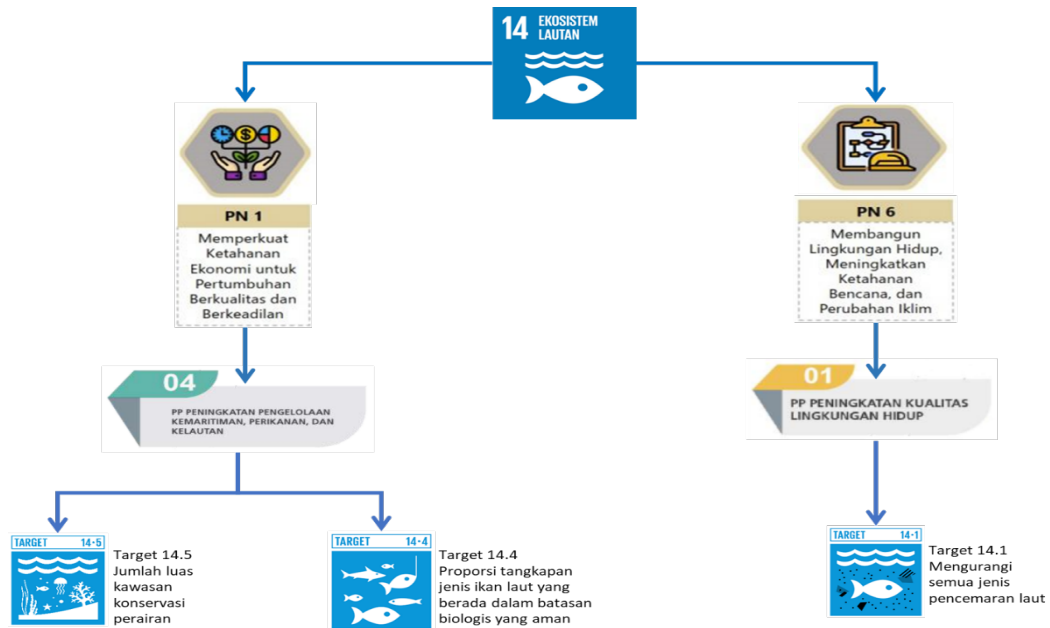 14 EKOSISTEM
LAUTAN
PN 1
Memperkuat
Ketahanan
Ekonomi untuk
Pertumbuhan
Berkualitas dan
Berkeadilan
PN 6
Membangun
Lingkungan Hidup,
Meningkatkan
Ketahanan
Bencana, dan
Perubahan Iklim
04
PP PENINGKATAN PENGELOLAAN
KEMARITIMAN, PERIKANAN, DAN
KELAUTAN
01
PP PENINGKATAN KUALITAS
LINGKUNGAN HIDUP
TARGET 14·5
Target 14.5
Jumlah luas
kawasan
konservasi
perairan
TARGET 14·4
Target 14.4
Proporsi tangkapan
jenis ikan laut yang
berada dalam batasan
biologis yang aman
TARGET 14·1
Target 14.1
Mengurangi
semua jenis
pencemaran laut